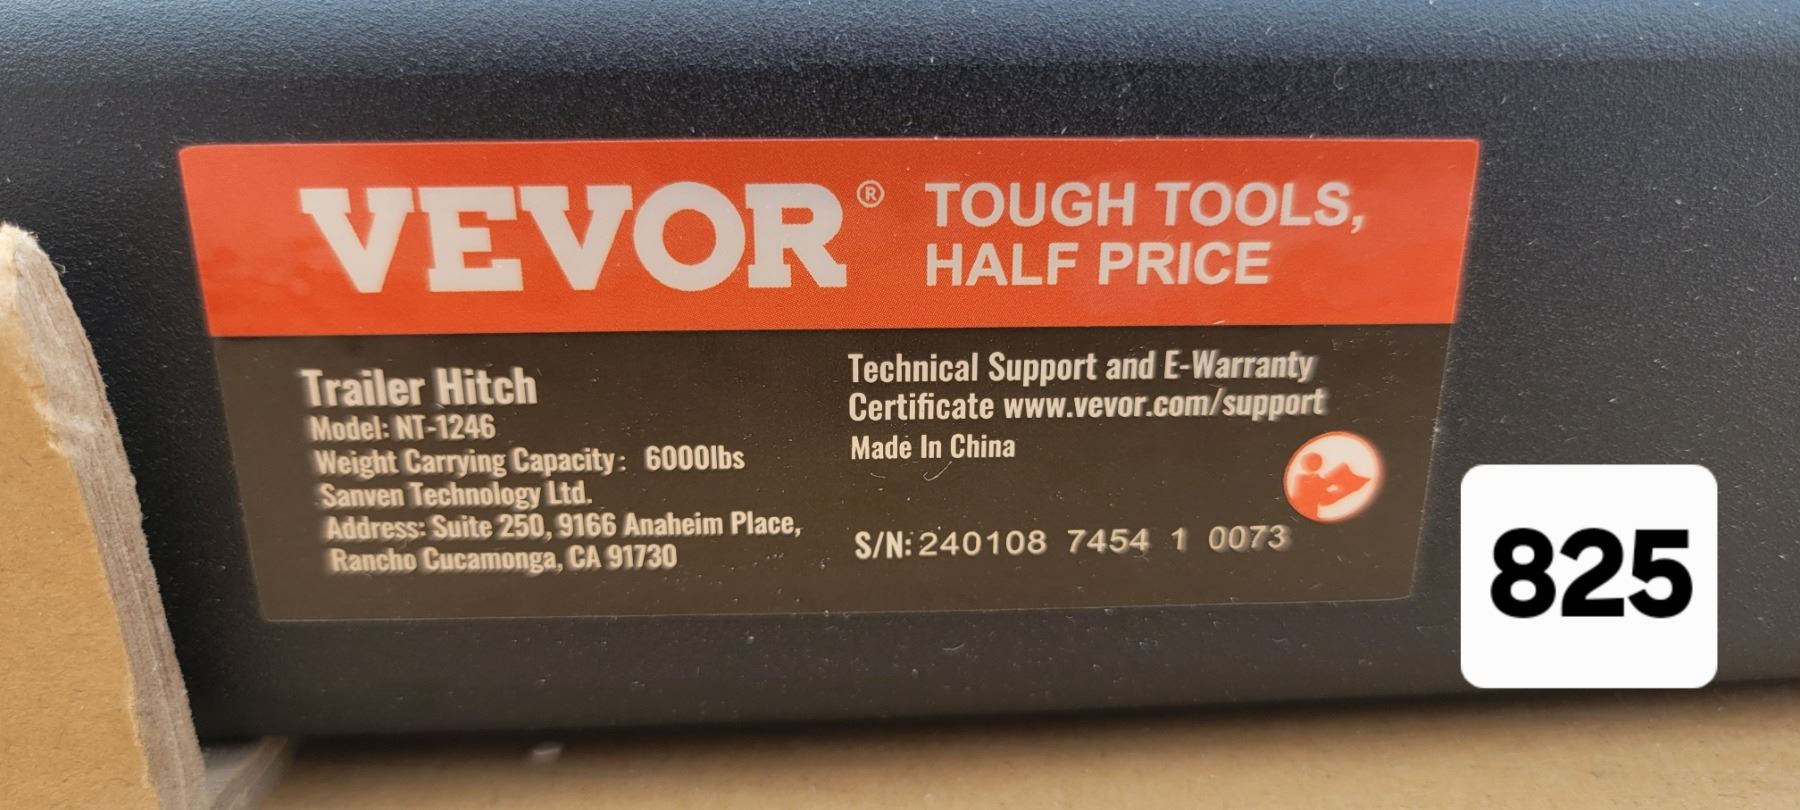 VEVOR®
TOUGH TOOLS,
HALF PRICE
Trailer Hitch
Model: NT-1246
Weight Carrying Capacity: 6000lbs
Sanven Technology Ltd.
Address: Suite 250, 9166 Anaheim Place,
Rancho Cucamonga, CA 91730
Technical Support and E-Warranty
Certificate www.vevor.com/support
Made In China
S/N: 240108 7454 1 0073
825